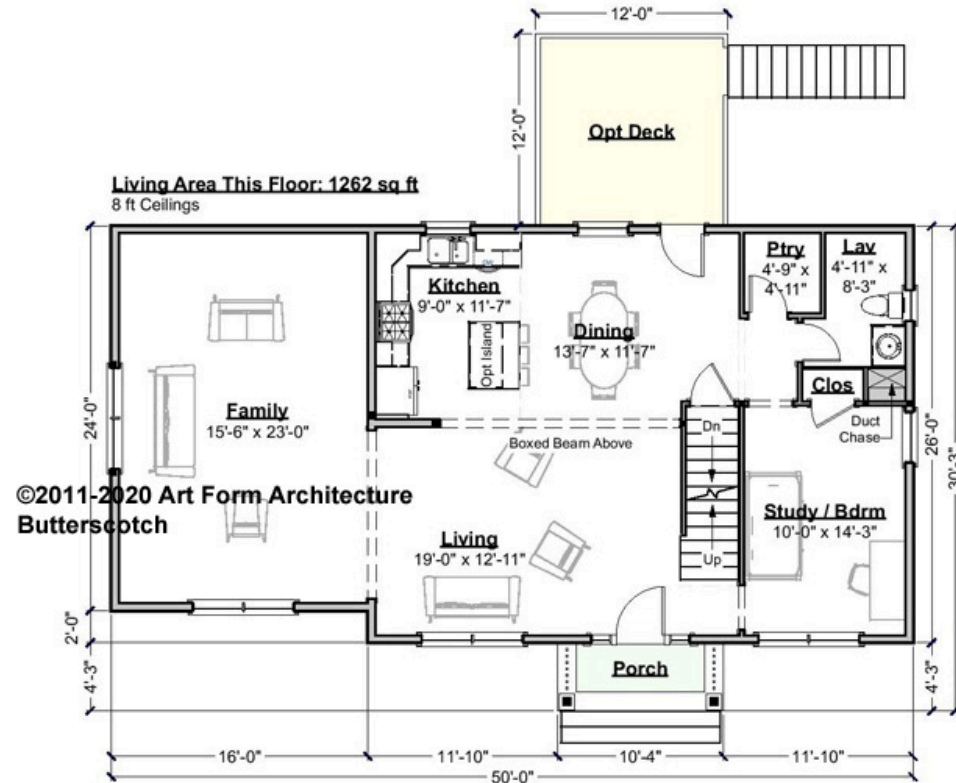 12'-0"
12'-0"
Opt Deck
Living Area This Floor: 1262 sq ft
8 ft Ceilings
Ptry
4'-9" x
4'-11"
Lav
4'-11" x
8'-3"
Kitchen
9'-0" x 11'-7"
DW
Opt Island
Dining
13'-7" x 11'-7"
Clos
Duct
Chase
Dn
24'-0"
Family
15'-6" x 23'-0"
Boxed Beam Above
26'-0"
30'-3"
©2011-2020 Art Form Architecture
Butterscotch
Study / Bdrm
10'-0" x 14'-3"
Living
19'-0" x 12'-11"
Up
2'-0"
4'-3"
Porch
4'-3"
16'-0"
11'-10"
10'-4"
11'-10"
50'-0"